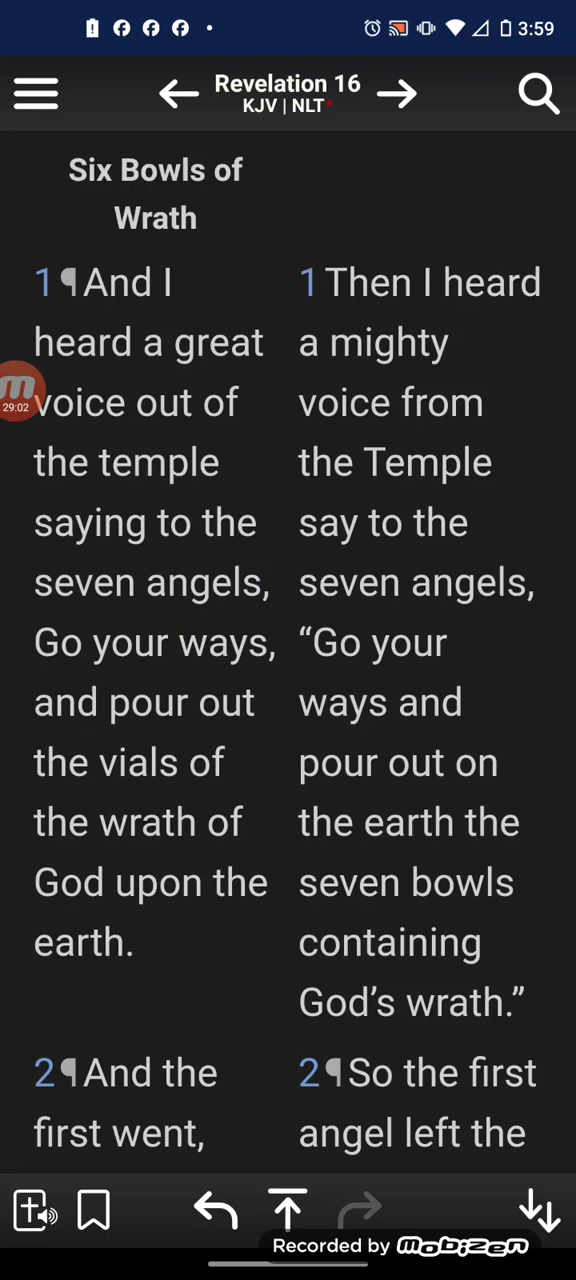 3:59
Revelation 16
KJV | NLT*
Six Bowls of
Wrath
1 ¶ And I
heard a great
voice out of
the temple
saying to the
seven angels,
Go your ways,
and pour out
the vials of
the wrath of
God upon the
earth.
2 ¶ And the
first went,
1 Then I heard
a mighty
voice from
the Temple
say to the
seven angels,
“Go your
ways and
pour out on
the earth the
seven bowls
containing
God’s wrath.”
2 ¶ So the first
angel left the
29:02
Recorded by mobizen